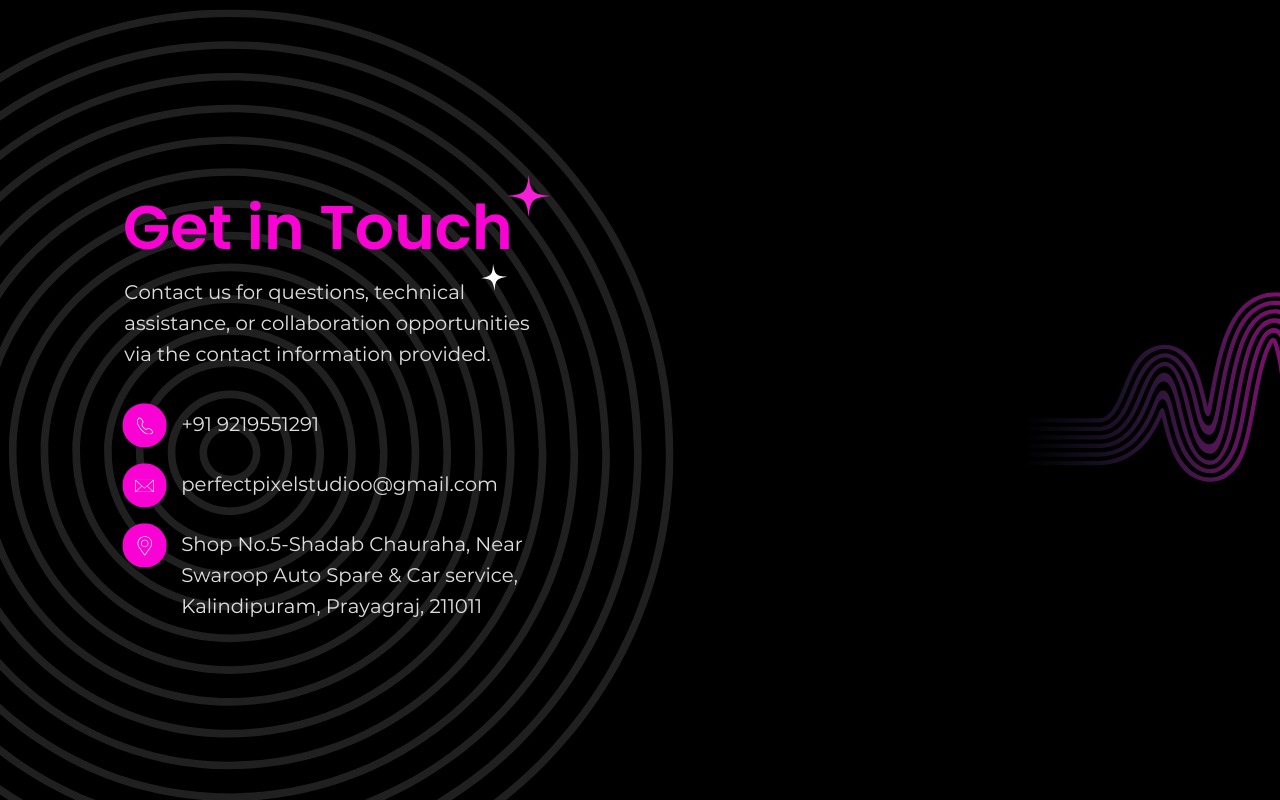 Get in Touch
Contact us for questions, technical
assistance, or collaboration opportunities
via the contact information provided.
+91 9219551291
perfectpixelstudioo@gmail.com
Shop No.5-Shadab Chauraha, Near
Swaroop Auto Spare & Car service,
Kalindipuram, Prayagraj, 211011